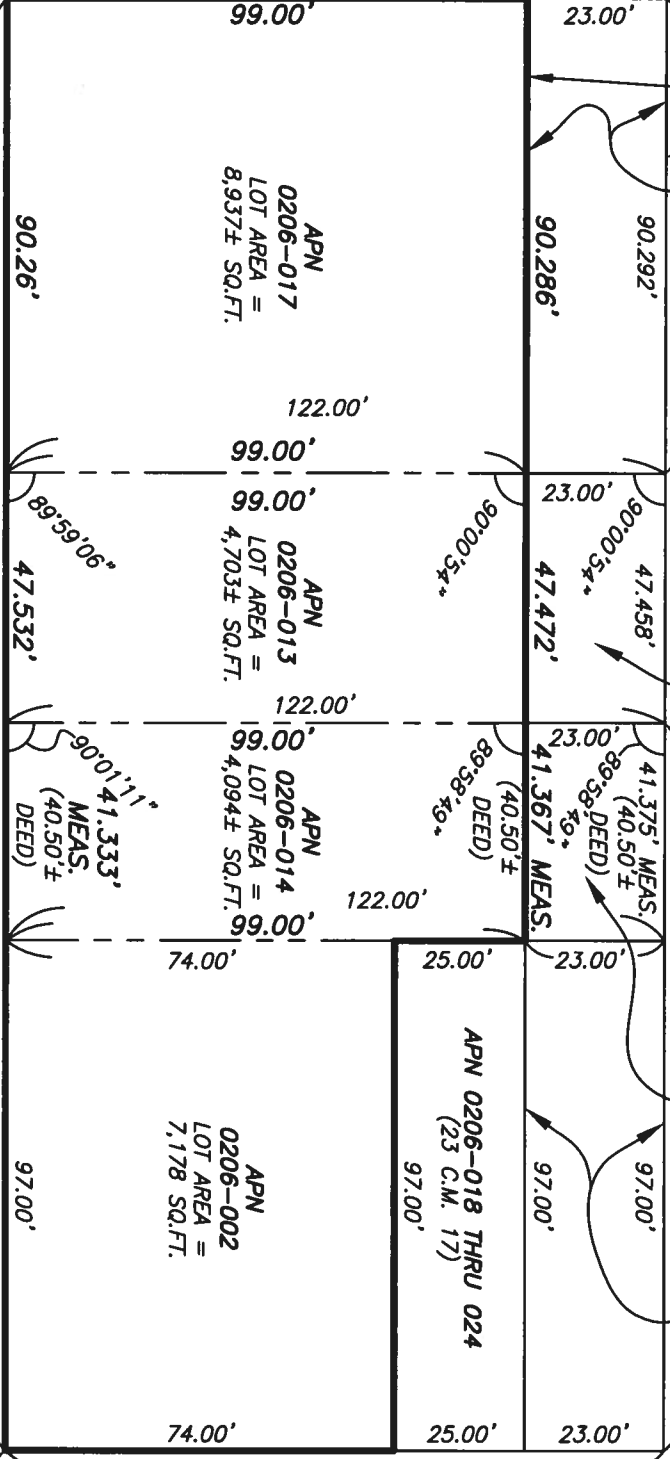 99.00'
23.00'
90.26'
APN
0206-017
LOT AREA =
8,937± SQ.FT.
90.286'
90.292'
122.00'
99.00'
99.00'
23.00'
89°59'06"
90°00'54"
90°00'54"
47.532'
APN
0206-013
LOT AREA =
4,703± SQ.FT.
47.472'
47.458'
122.00'
99.00'
23.00'
90°01'11"
89°58'49"
89°58'49"
41.333'
MEAS.
(40.50'±
DEED)
APN
0206-014
LOT AREA =
4,094± SQ.FT.
(40.50'±
DEED)
41.367' MEAS.
41.375' MEAS.
(40.50'±
DEED)
122.00'
99.00'
74.00'
25.00'
23.00'
97.00'
APN
0206-002
LOT AREA =
7,178 SQ.FT.
97.00'
APN 0206-018 THRU 024
(23 C.M. 17)
97.00'
97.00'
74.00'
25.00'
23.00'